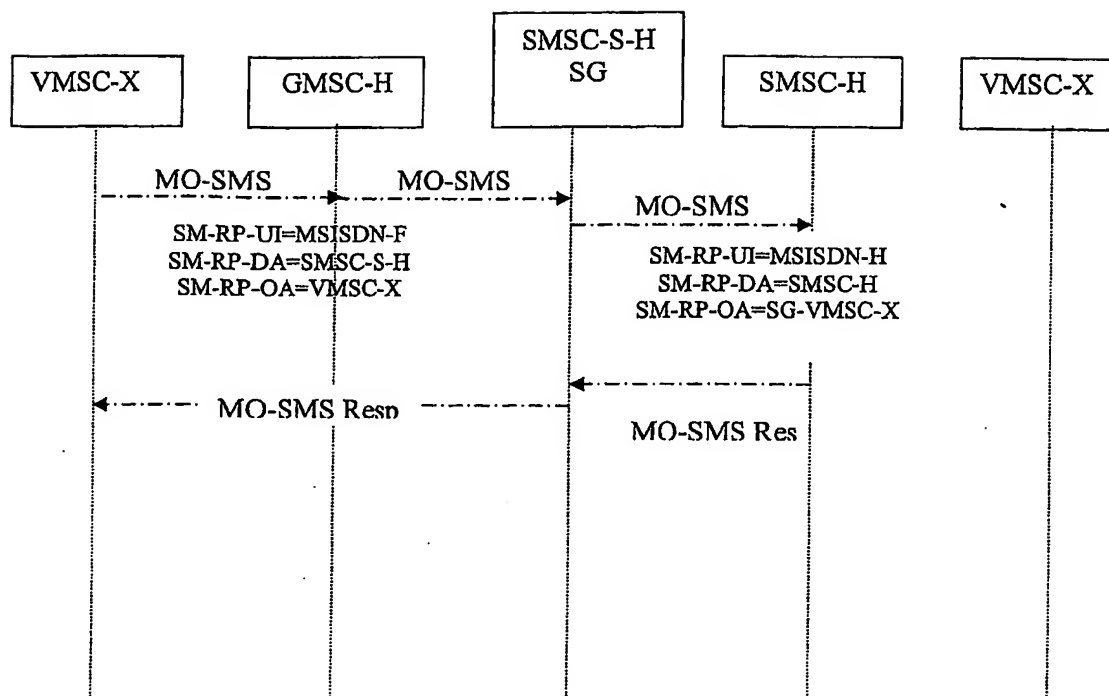 VMSC-X
GMSC-H
SMSC-S-H
SG
SMSC-H
VMSC-X
MO-SMS
MO-SMS
MO-SMS
SM-RP-UI=MSISDN-F
SM-RP-DA=SMSC-S-H
SM-RP-OA=VMSC-X
SM-RP-UI=MSISDN-H
SM-RP-DA=SMSC-H
SM-RP-OA=SG-VMSC-X
MO-SMS Resp
MO-SMS Res